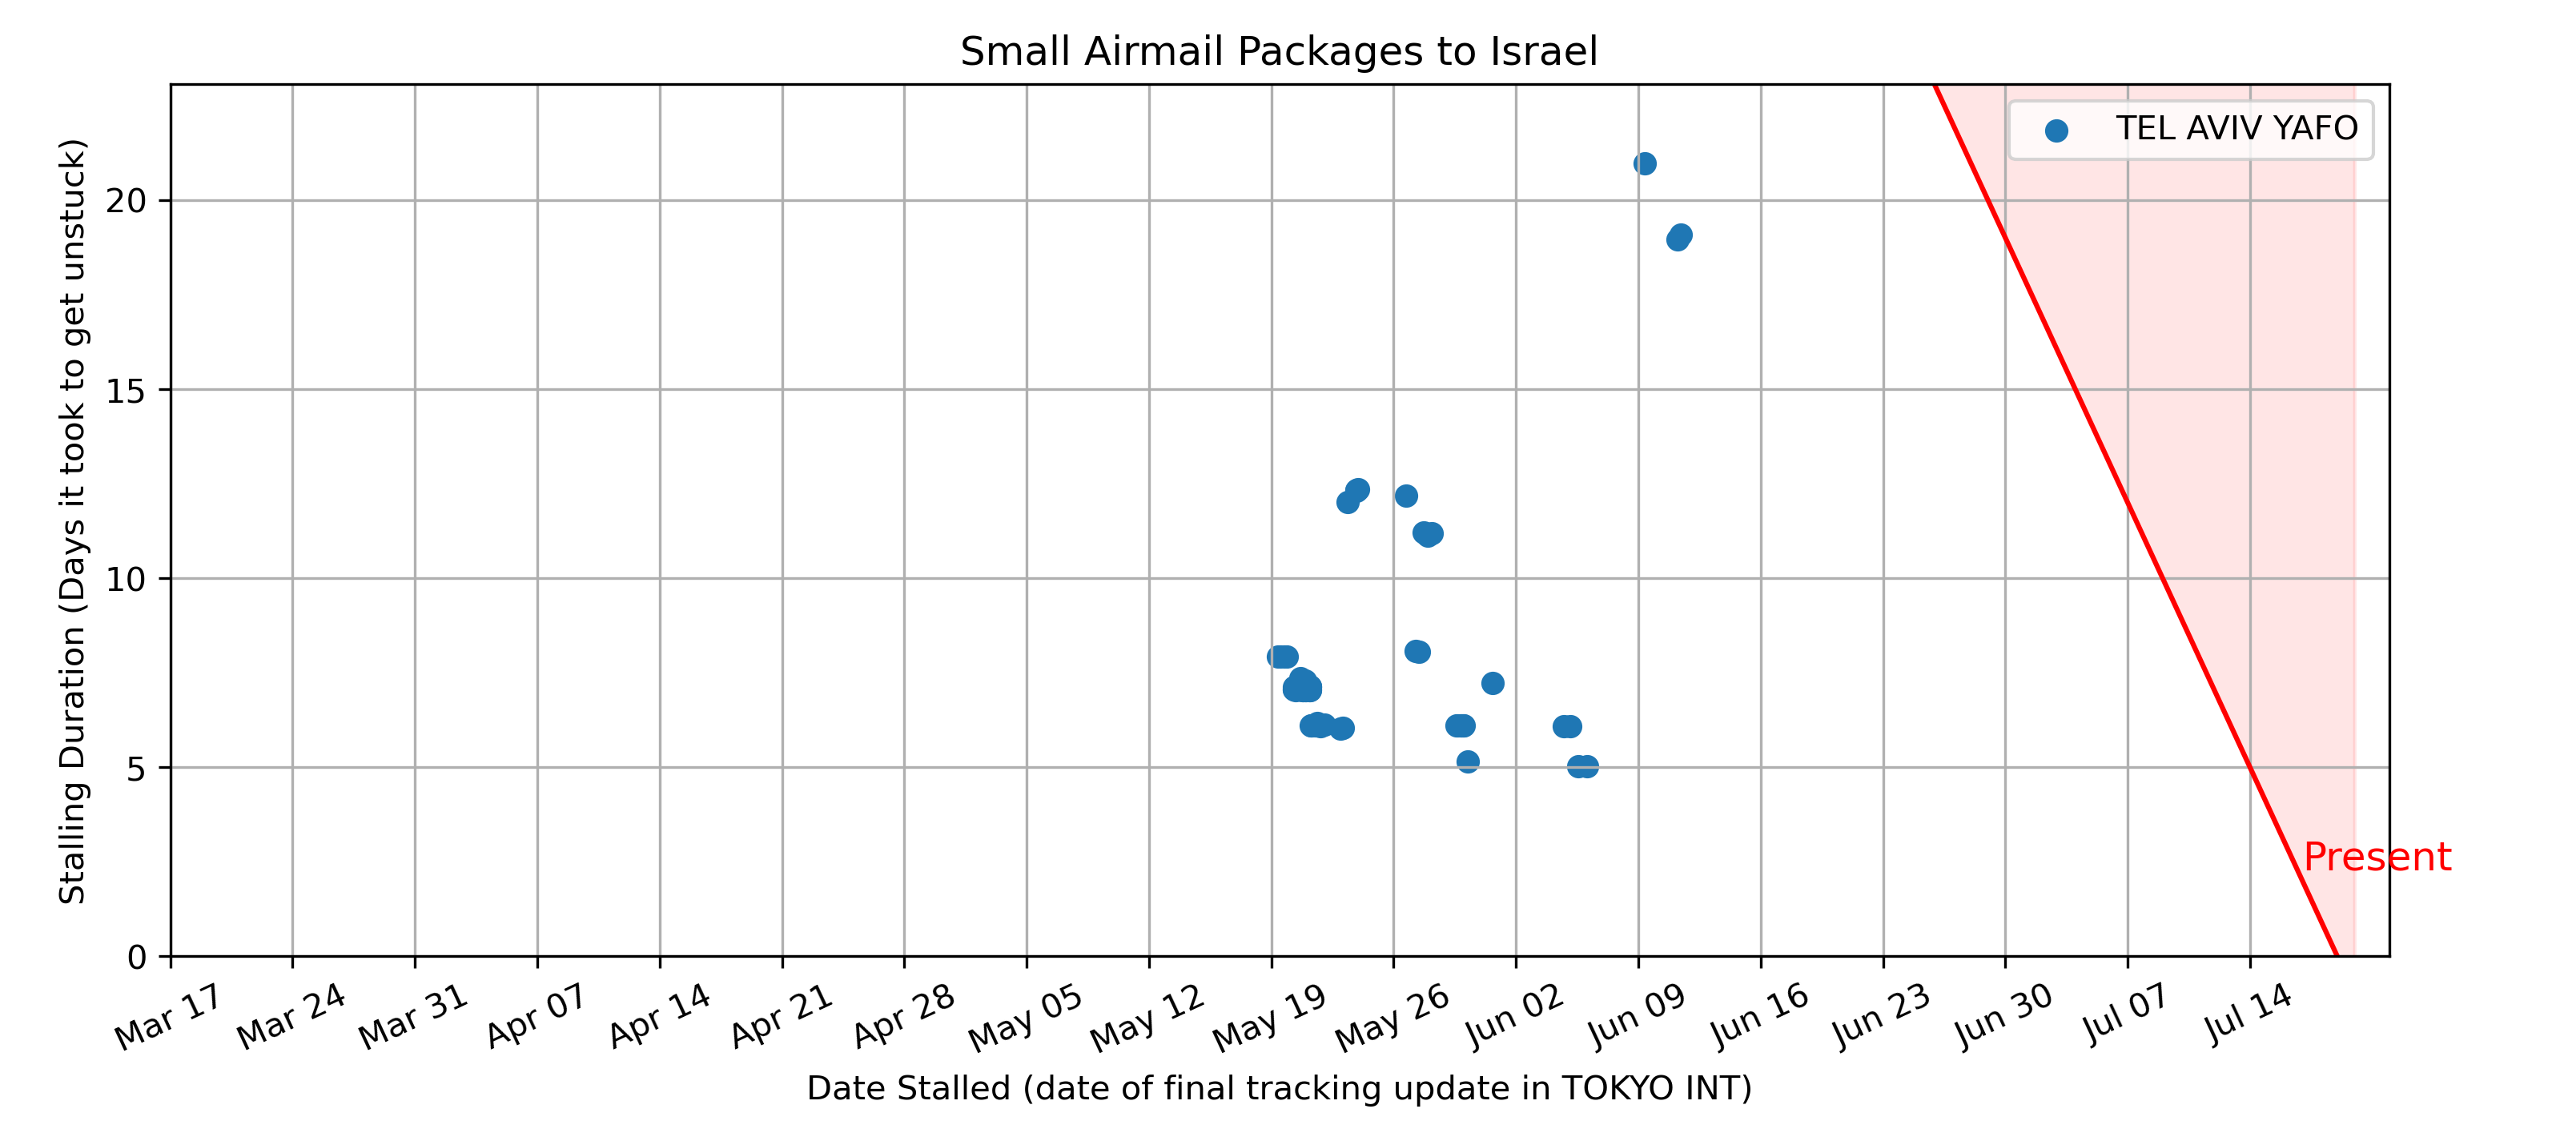 Small Airmail Packages to Israel
TEL AVIV YAFO
Stalling Duration (Days it took to get unstuck)
20
15
10
5
0
Present
Mar 17
Mar 24
Mar 31
Apr 07
Apr 14
Apr 21
Apr 28
May 05
May 12
May 19
May 26
Jun 02
Jun 09
Jun 16
Jun 23
Jun 30
Jul 07
Jul 14
Date Stalled (date of final tracking update in TOKYO INT)